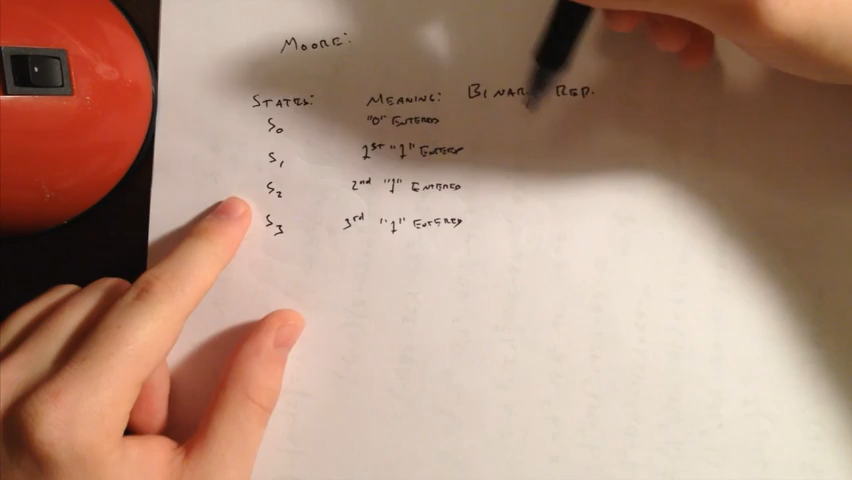 MOORE:
STATES: MEANING: BINARY REP.
S0 "0" ENTERED
S1 1ST "1" ENTERED
S2 2nd "1" ENTERED
S3 3rd "1" ENTERED